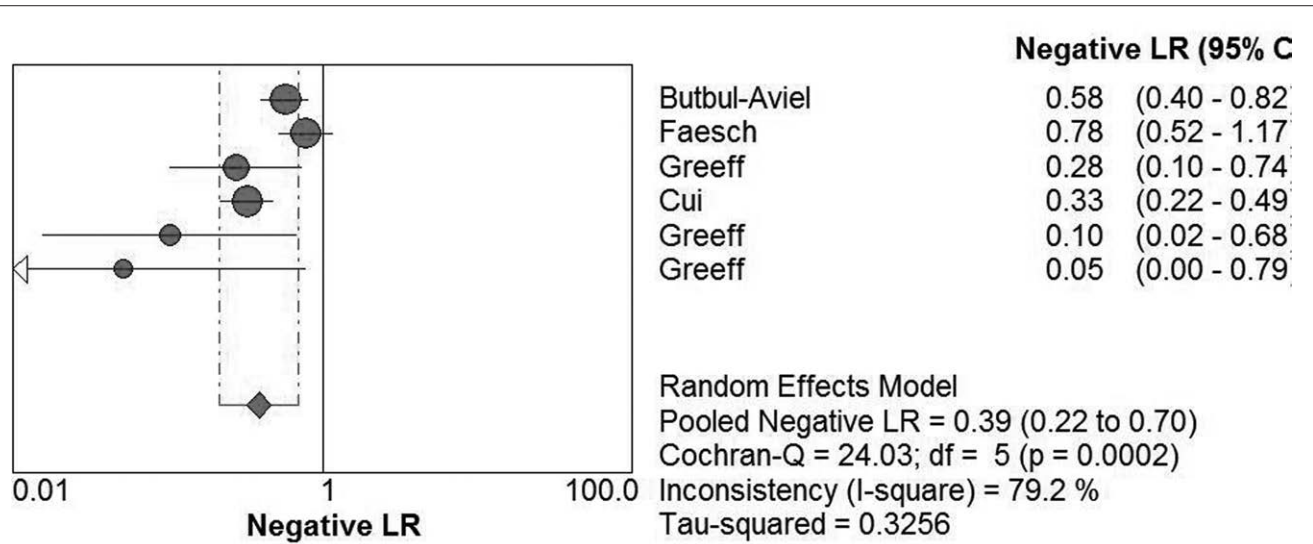 Negative LR (95% C
Butbul-Aviel 0.58 (0.40 - 0.82)
Faesch 0.78 (0.52 - 1.17)
Greeff 0.28 (0.10 - 0.74
Cui 0.33 (0.22 - 0.49)
Greeff 0.10 (0.02 - 0.68)
Greeff 0.05 (0.00 - 0.79)
Random Effects Model
Pooled Negative LR = 0.39 (0.22 to 0.70)
Cochran-Q = 24.03; df = 5 (p = 0.0002)
Inconsistency (I-square) = 79.2 %
Tau-squared = 0.3256
0.01 1 100.0
Negative LR